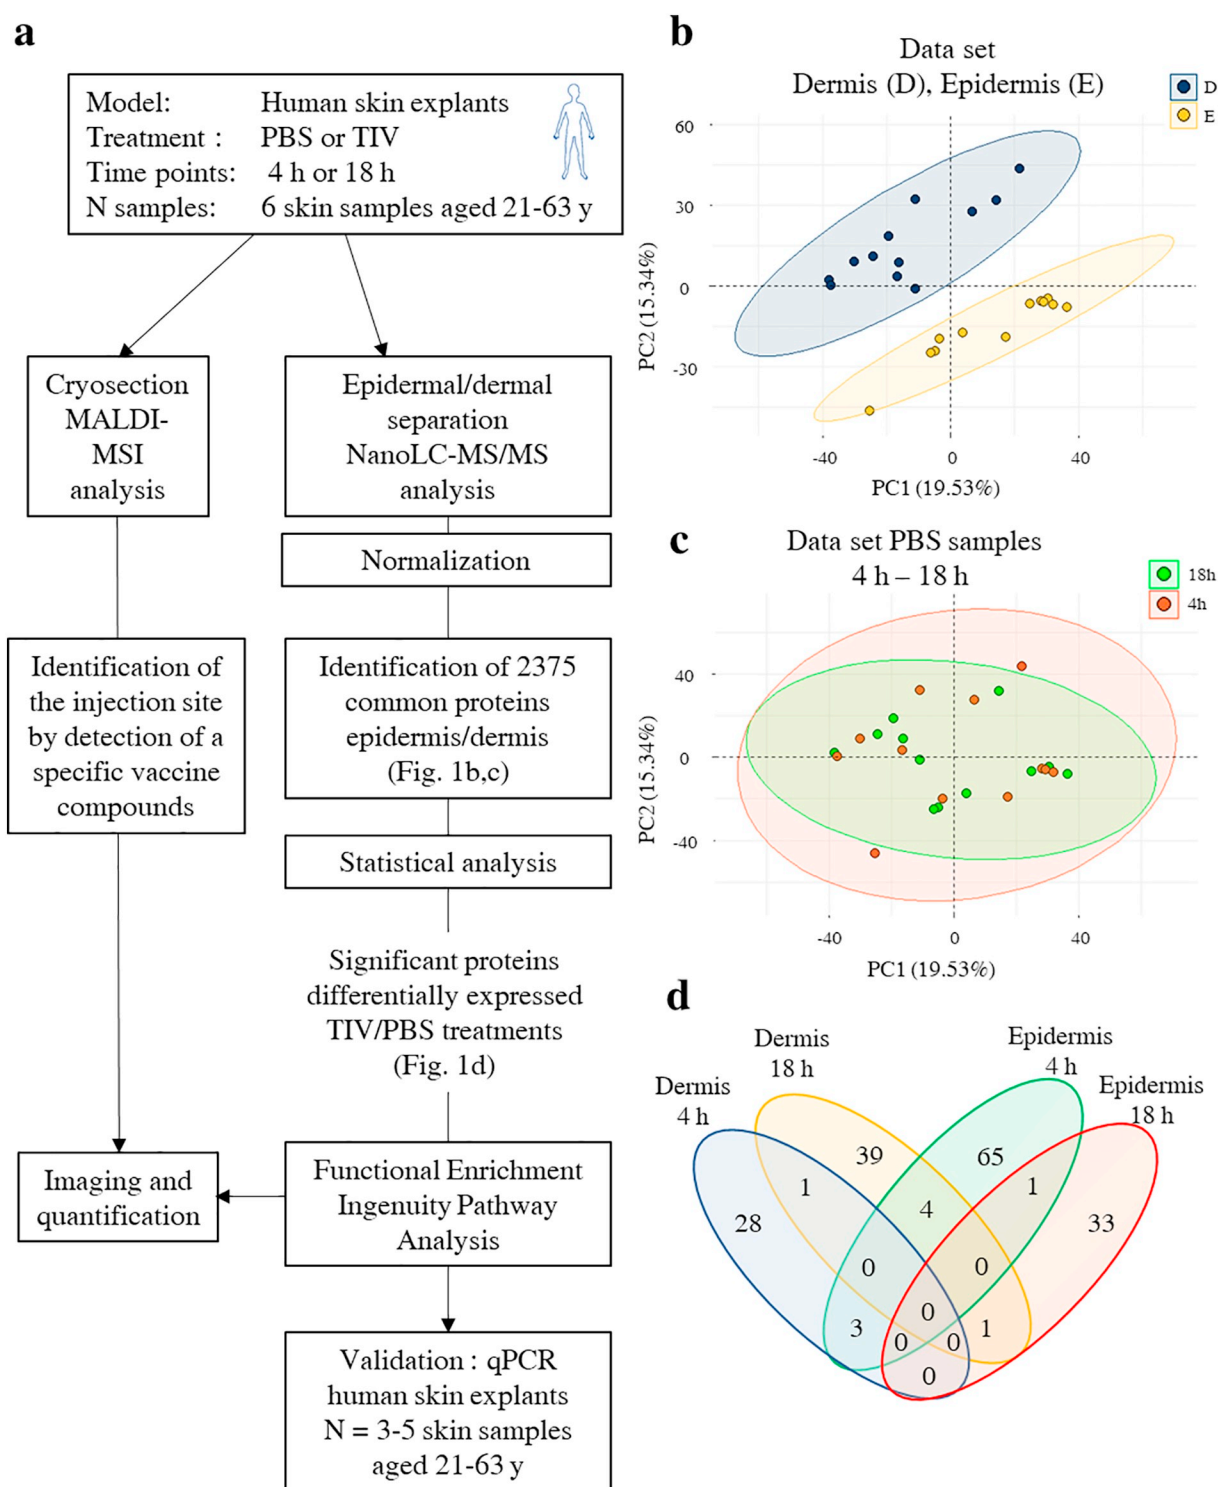 a
Model: Human skin explants
Treatment : PBS or TIV
Time points: 4 h or 18 h
N samples: 6 skin samples aged 21-63 y
Cryosection
MALDI-
MSI
analysis
Epidermal/dermal
separation
NanoLC-MS/MS
analysis
Normalization
Identification of
the injection site
by detection of a
specific vaccine
compounds
Identification of 2375
common proteins
epidermis/dermis
(Fig. 1b,c)
Statistical analysis
Significant proteins
differentially expressed
TIV/PBS treatments
(Fig. 1d)
Imaging and
quantification
Functional Enrichment
Ingenuity Pathway
Analysis
Validation : qPCR
human skin explants
N = 3-5 skin samples
aged 21-63 y
b
Data set
Dermis (D), Epidermis (E)
D
E
60
30
0
-30
PC2 (15.34%)
-40 0 40
PC1 (19.53%)
c
Data set PBS samples
4 h – 18 h
18h
4h
40
0
-40
PC2 (15.34%)
-40 0 40
PC1 (19.53%)
d
Dermis
4 h
Dermis
18 h
Epidermis
4 h
Epidermis
18 h
39 65
1 1
28 4 33
0 0
0
3 0 0 1
0